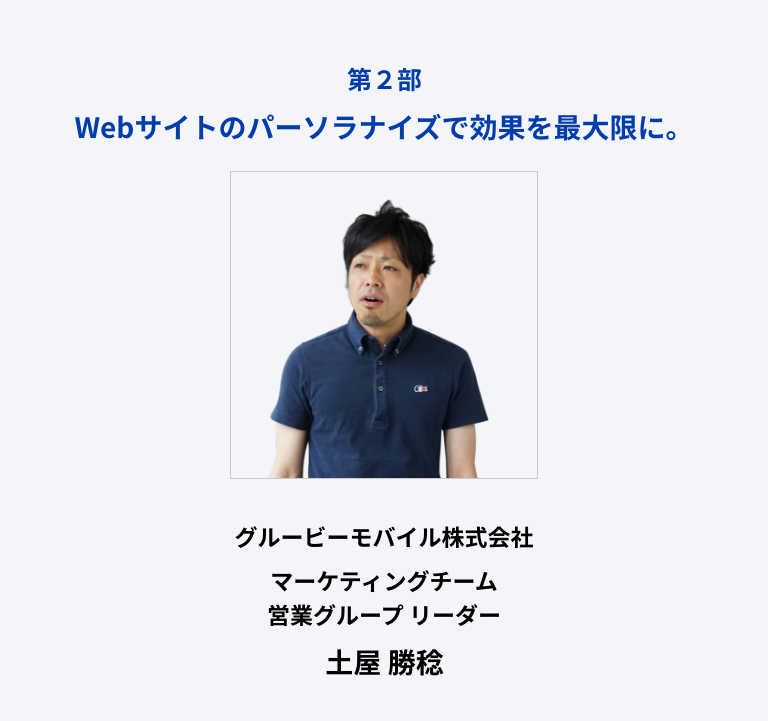 第２部
Webサイトのパーソラナイズで効果を最大限に。
グルービーモバイル株式会社
マーケティングチーム
営業グループ リーダー
土屋 勝稔